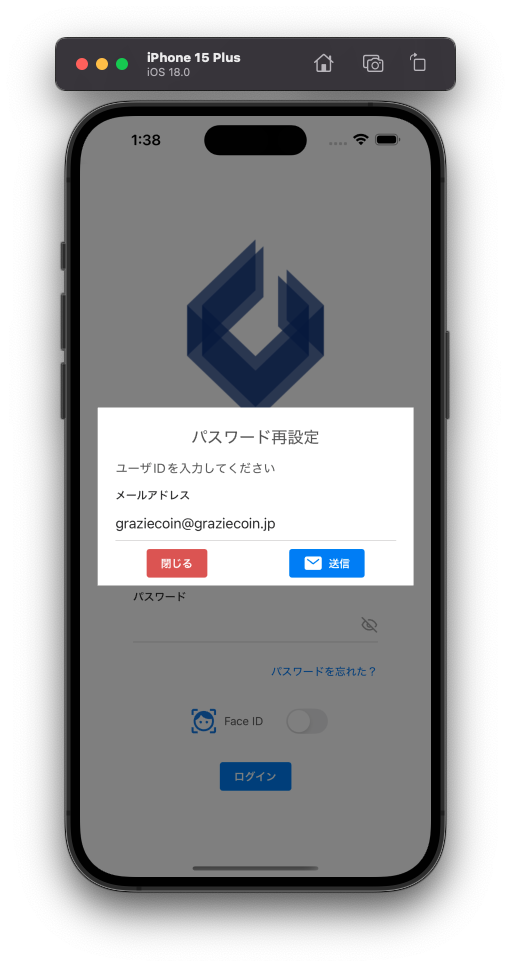 iPhone 15 Plus
iOS 18.0
1:38
パスワード再設定
ユーザIDを入力してください
メールアドレス
graziecoin@graziecoin.jp
閉じる
送信
パスワード
パスワードを忘れた？
Face ID
ログイン